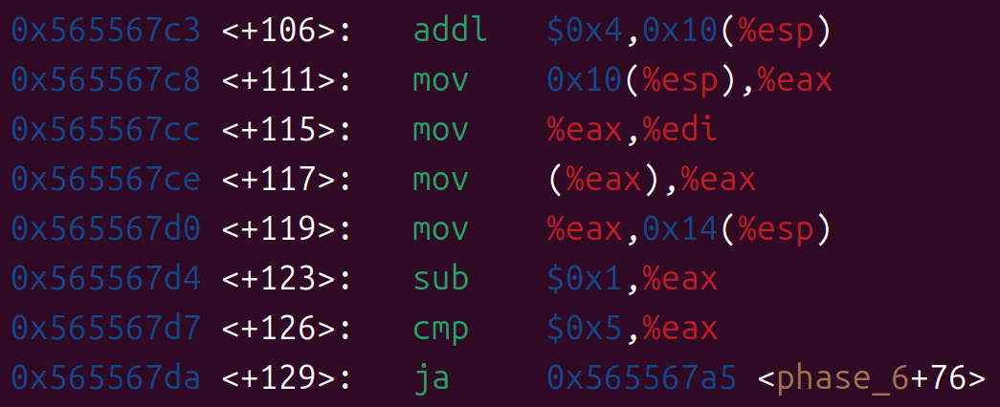 0x565567c3 <+106>:   addl   $0x4,0x10(%esp)
0x565567c8 <+111>:   mov    0x10(%esp),%eax
0x565567cc <+115>:   mov    %eax,%edi
0x565567ce <+117>:   mov    (%eax),%eax
0x565567d0 <+119>:   mov    %eax,0x14(%esp)
0x565567d4 <+123>:   sub    $0x1,%eax
0x565567d7 <+126>:   cmp    $0x5,%eax
0x565567da <+129>:   ja     0x565567a5 <phase_6+76>